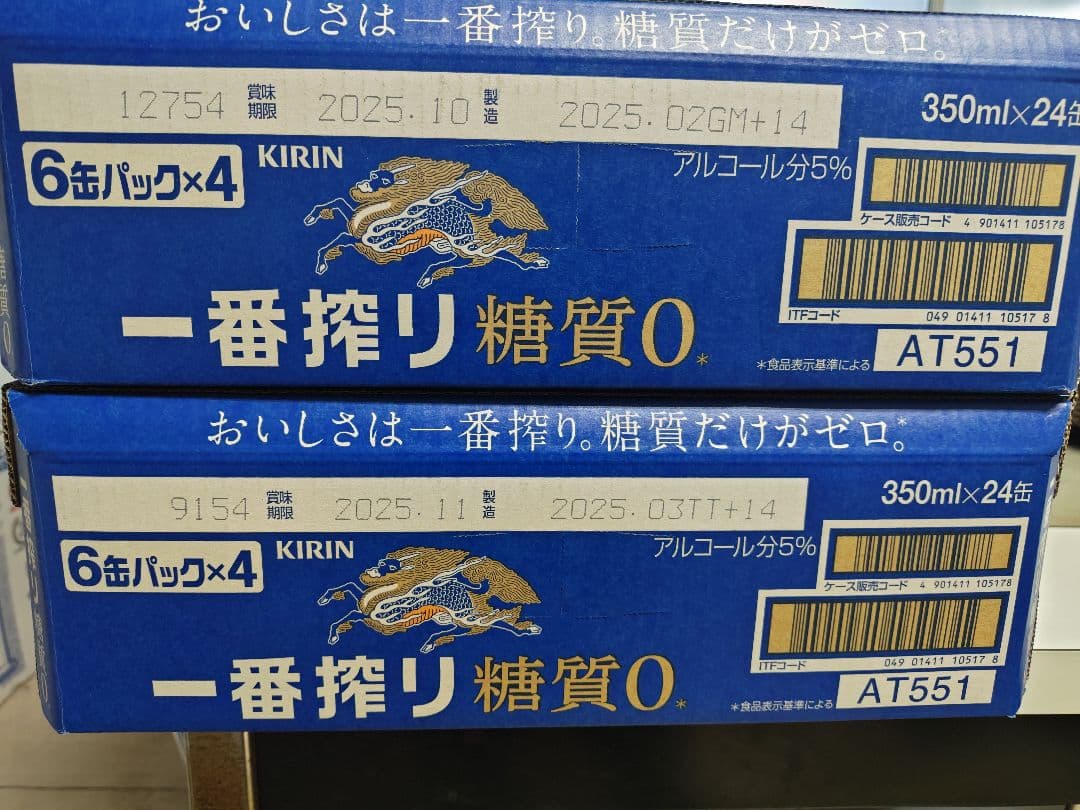 おいしさは一番搾り。糖質だけがゼロ。
12754 賞味期限 2025.10 製造 2025.02GM+14
350ml×24缶
6缶パック×4
KIRIN
アルコール分5%
ケース販売コード 4 901411 105178
ITFコード 049 01411 10517 8
一番搾り 糖質0*
*食品表示基準による
AT551
糖質0
おいしさは一番搾り。糖質だけがゼロ。*
9154 賞味期限 2025.11 製造 2025.03TT+14
350ml×24缶
6缶パック×4
KIRIN
アルコール分5%
ケース販売コード 4 901411 105178
ITFコード 049 01411 10517 8
一番搾り 糖質0*
*食品表示基準による
AT551